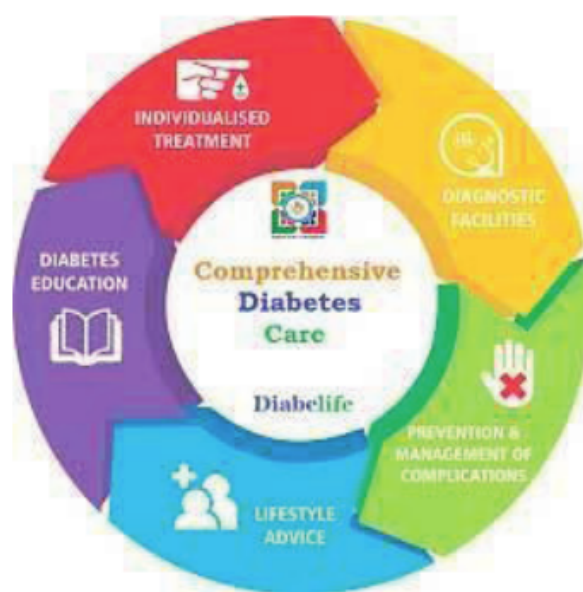 INDIVIDUALISED
TREATMENT
DIAGNOSTIC
FACILITIES
PREVENTION &
MANAGEMENT OF
COMPLICATIONS
LIFESTYLE
ADVICE
DIABETES
EDUCATION
Comprehensive
Diabetes
Care
Diabelife